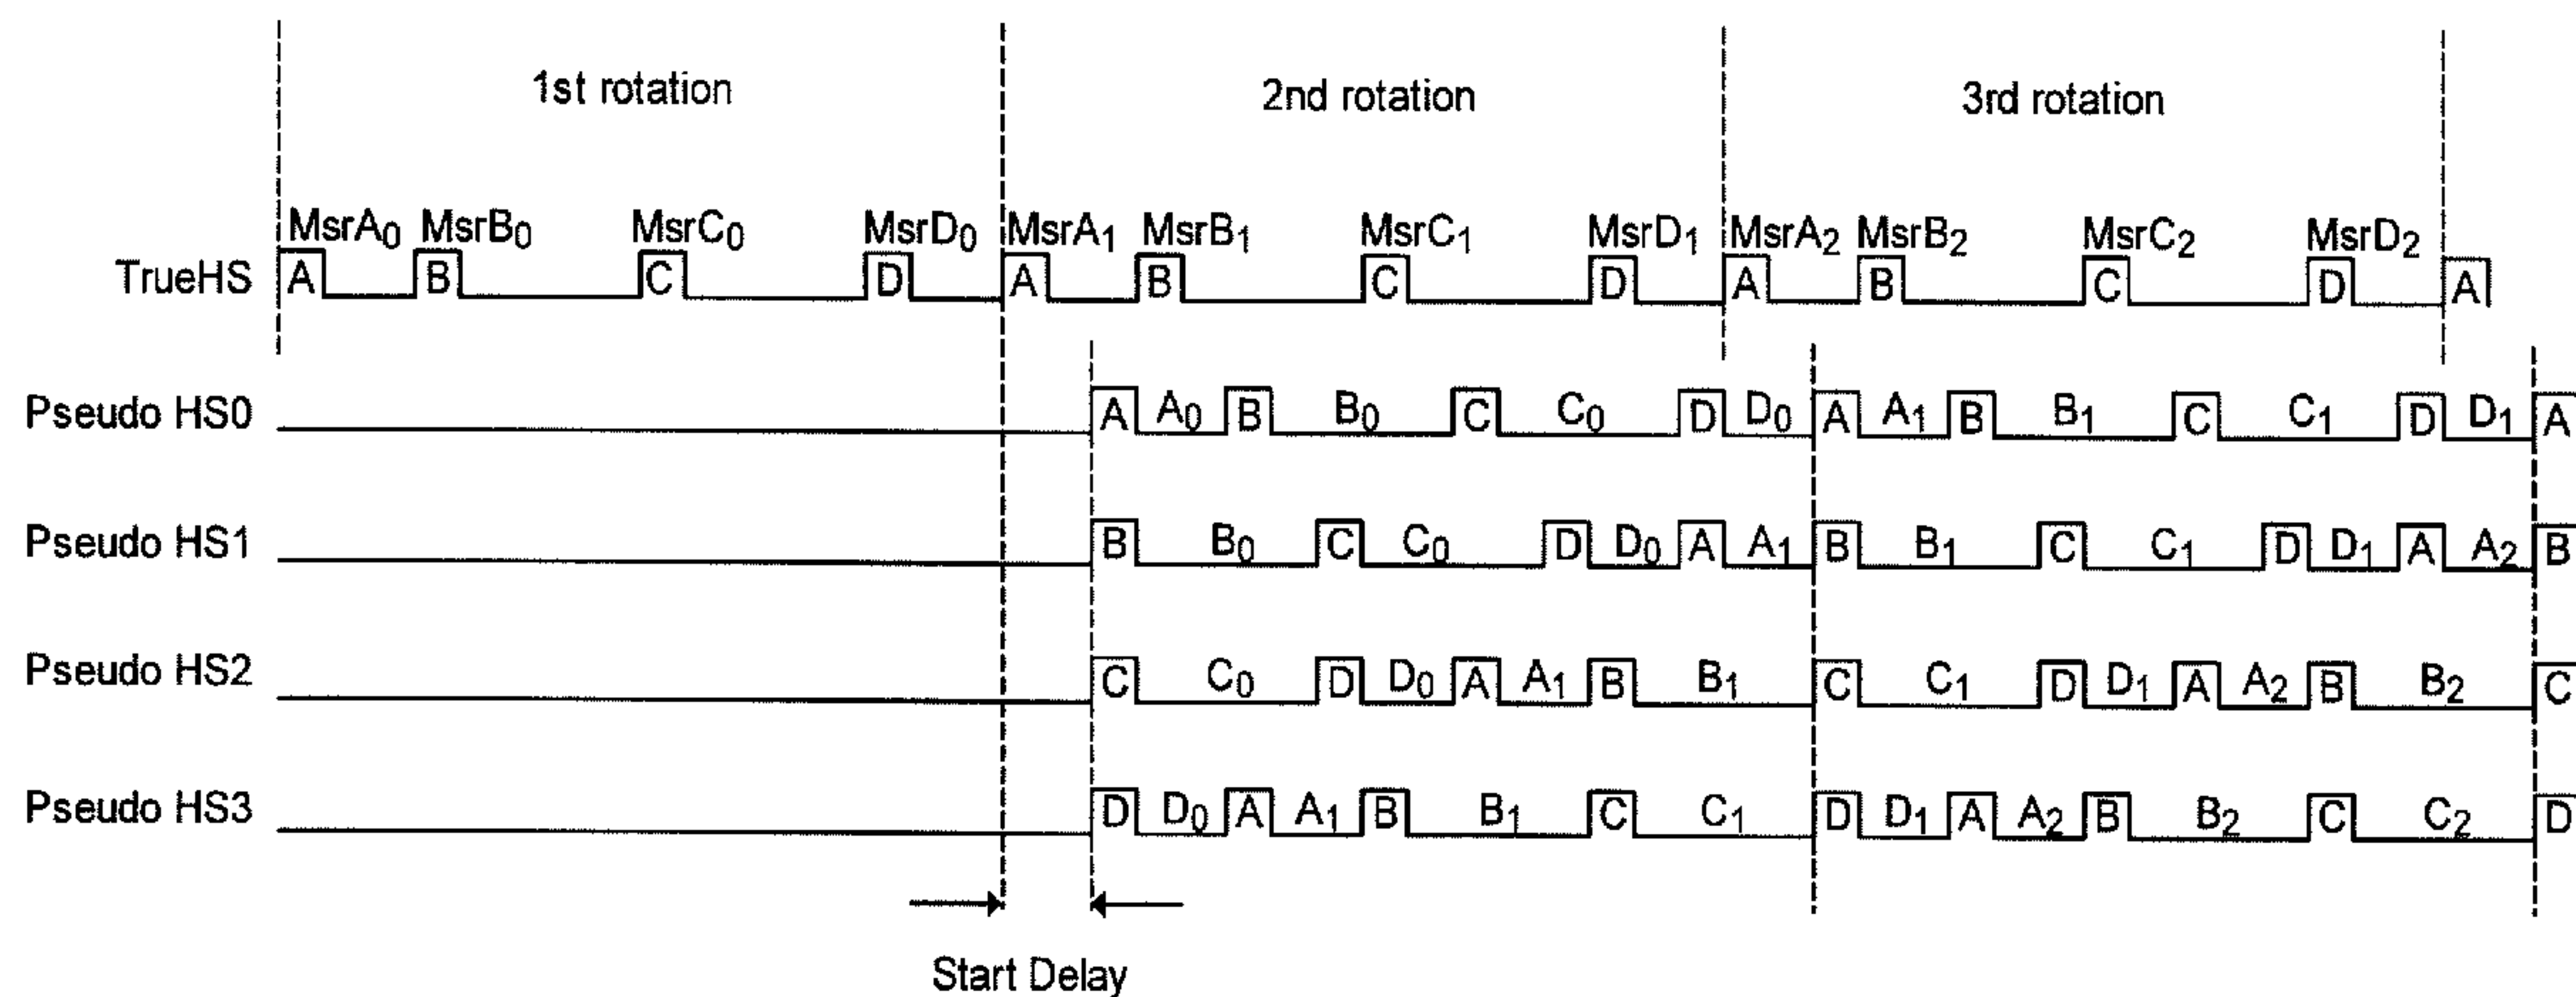 1st rotation 2nd rotation 3rd rotation
MsrA₀ MsrB₀ MsrC₀ MsrD₀ MsrA₁ MsrB₁ MsrC₁ MsrD₁ MsrA₂ MsrB₂ MsrC₂ MsrD₂
TrueHS A B C D A B C D A B C D A
Pseudo HS0 A A₀ B B₀ C C₀ D D₀ A A₁ B B₁ C C₁ D D₁ A
Pseudo HS1 B B₀ C C₀ D D₀ A A₁ B B₁ C C₁ D D₁ A A₂ B
Pseudo HS2 C C₀ D D₀ A A₁ B B₁ C C₁ D D₁ A A₂ B B₂ C
Pseudo HS3 D D₀ A A₁ B B₁ C C₁ D D₁ A A₂ B B₂ C C₂ D
Start Delay